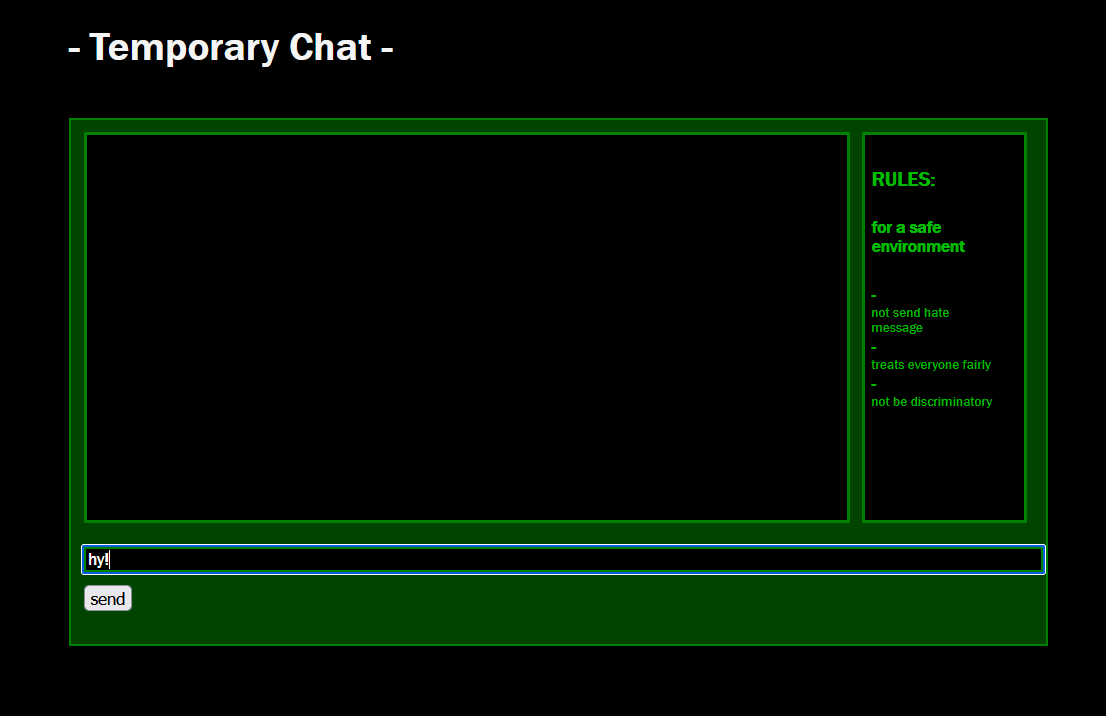 - Temporary Chat -
RULES:
for a safe
environment
-
not send hate
message
-
treats everyone fairly
-
not be discriminatory
hy!
send